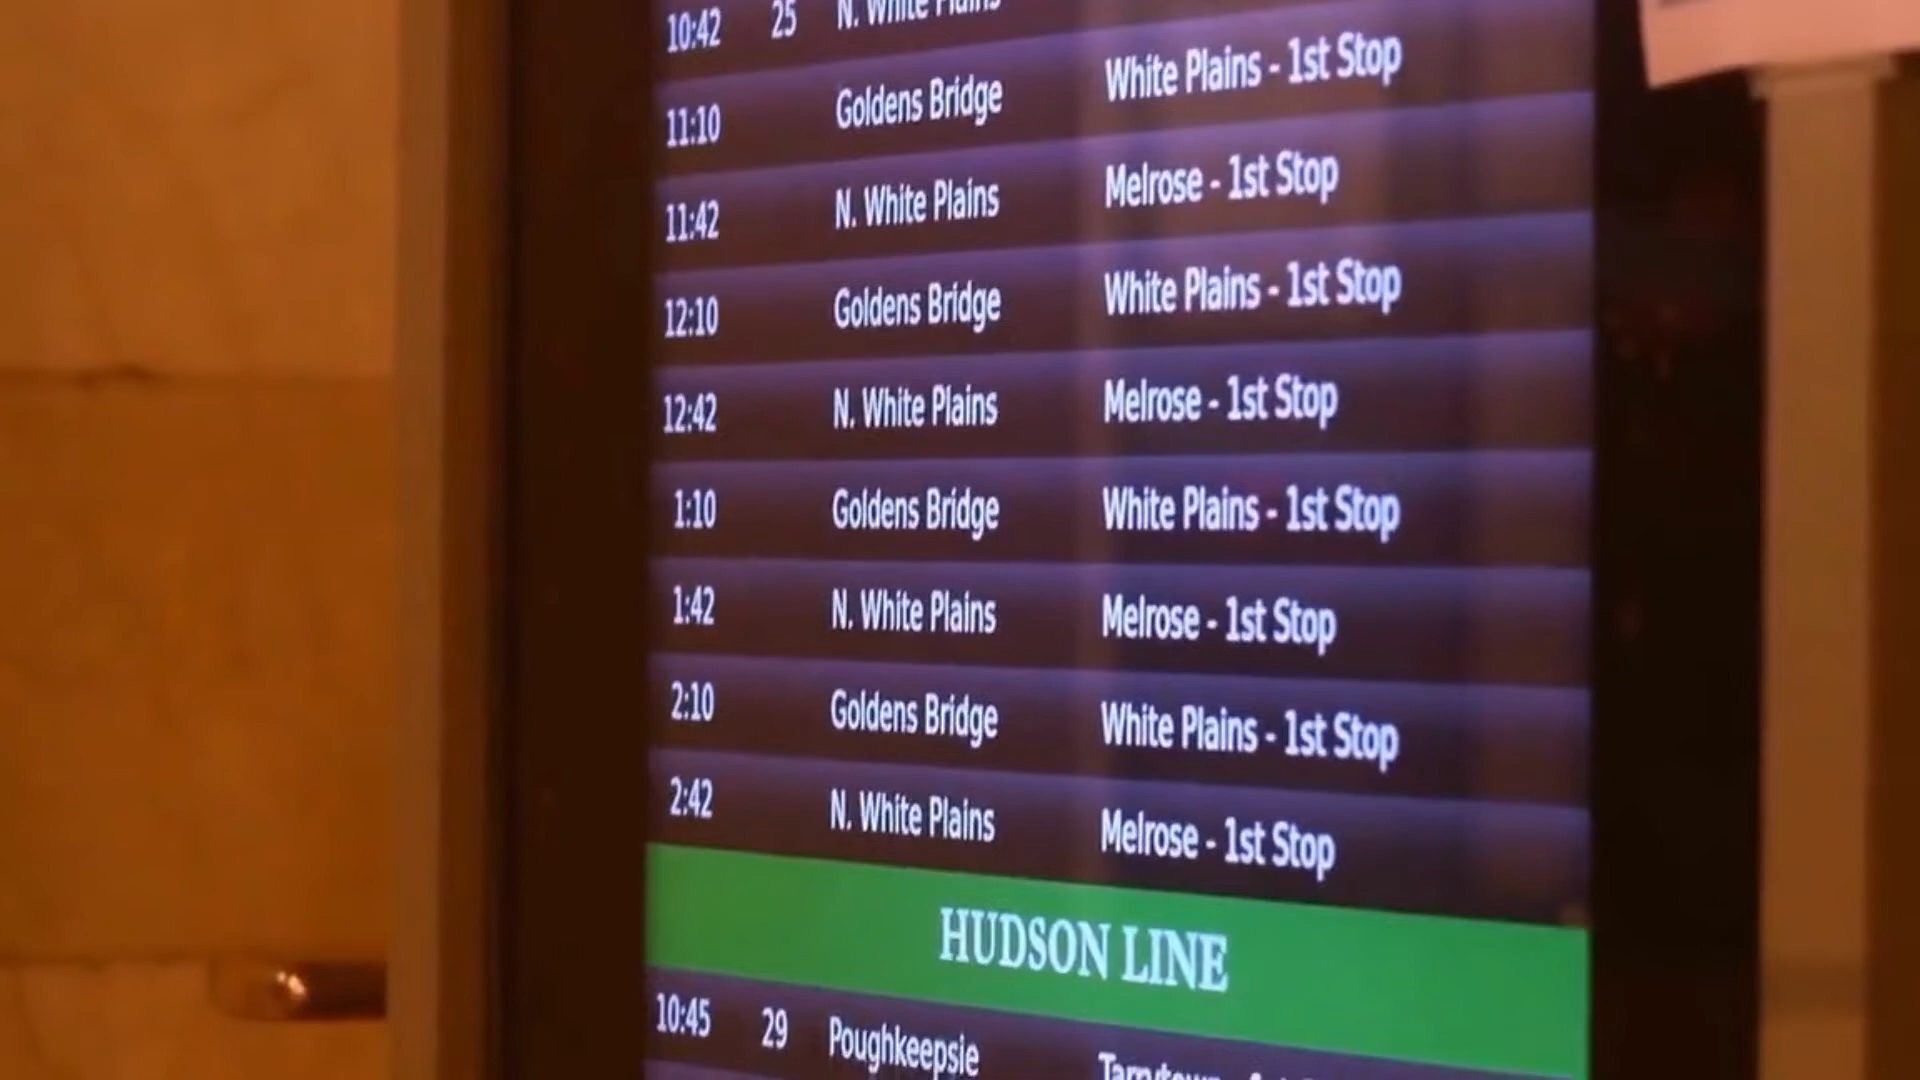 10:42 25 N. White Plains
11:10 Goldens Bridge White Plains - 1st Stop
11:42 N. White Plains Melrose - 1st Stop
12:10 Goldens Bridge White Plains - 1st Stop
12:42 N. White Plains Melrose - 1st Stop
1:10 Goldens Bridge White Plains - 1st Stop
1:42 N. White Plains Melrose - 1st Stop
2:10 Goldens Bridge White Plains - 1st Stop
2:42 N. White Plains Melrose - 1st Stop
HUDSON LINE
10:45 29 Poughkeepsie Tarrytown